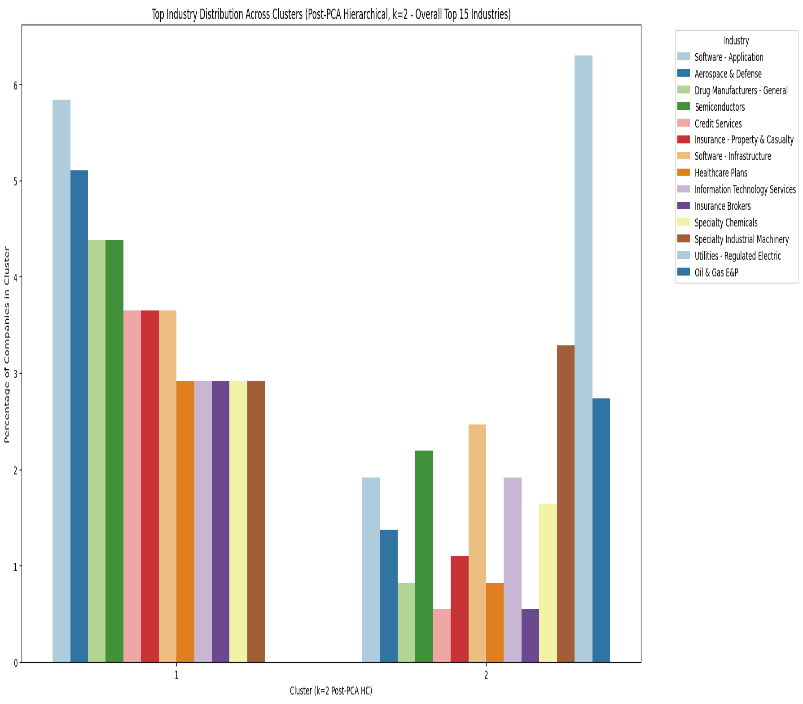 Top Industry Distribution Across Clusters (Post-PCA Hierarchical, k=2 - Overall Top 15 Industries)
Industry
Software - Application
Aerospace & Defense
Drug Manufacturers - General
Semiconductors
Credit Services
Insurance - Property & Casualty
Software - Infrastructure
Healthcare Plans
Information Technology Services
Insurance Brokers
Specialty Chemicals
Specialty Industrial Machinery
Utilities - Regulated Electric
Oil & Gas E&P
Percentage of Companies in Cluster
6
5
4
3
2
1
0
1 2
Cluster (k=2 Post-PCA HC)